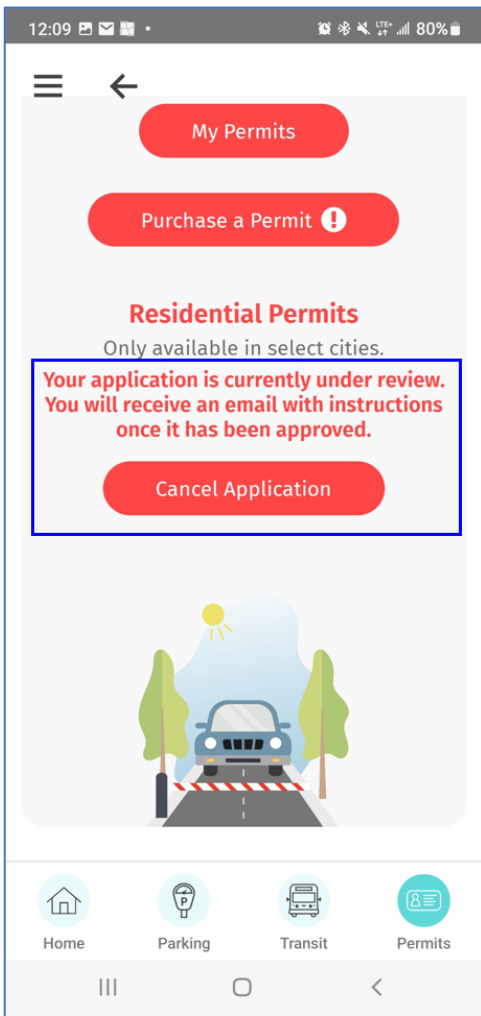 12:09
LTE+ 80%
My Permits
Purchase a Permit
Residential Permits
Only available in select cities.
Your application is currently under review.
You will receive an email with instructions
once it has been approved.
Cancel Application
P
Home Parking Transit Permits